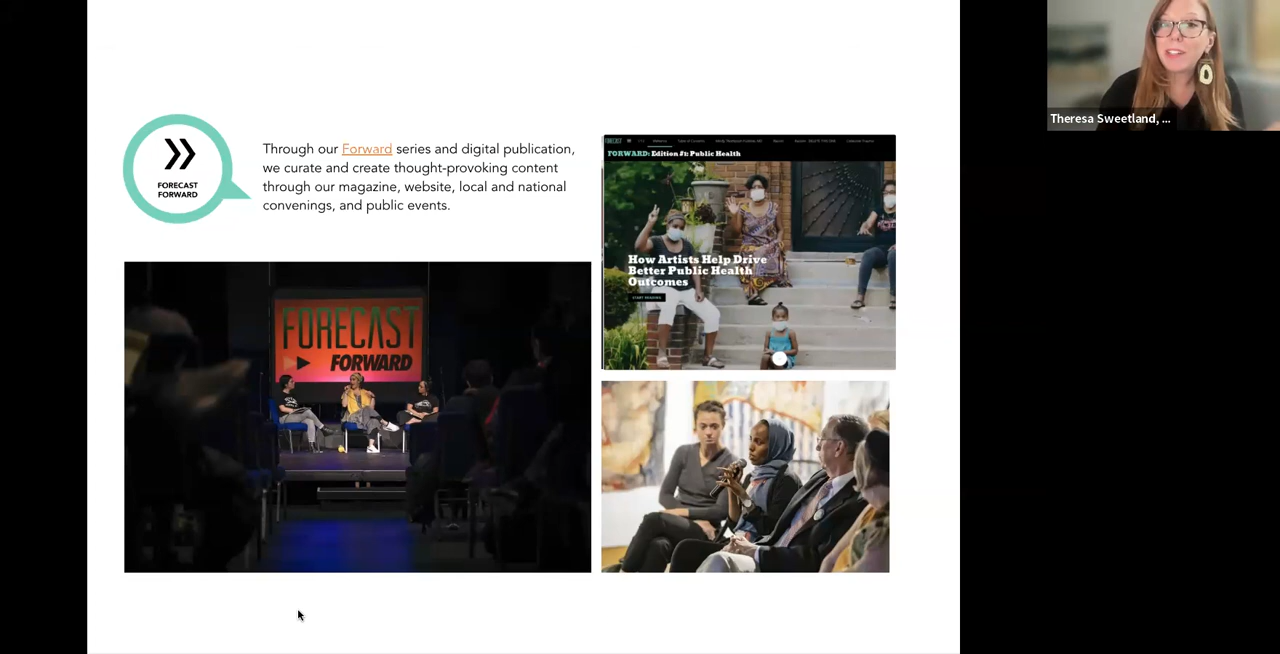 Theresa Sweetland, ...
FORECAST
FORWARD
Through our Forward series and digital publication,
we curate and create thought-provoking content
through our magazine, website, local and national
convenings, and public events.
FORWARD: Edition #1: Public Health
How Artists Help Drive
Better Public Health
Outcomes
START READING
FORECAST
FORWARD